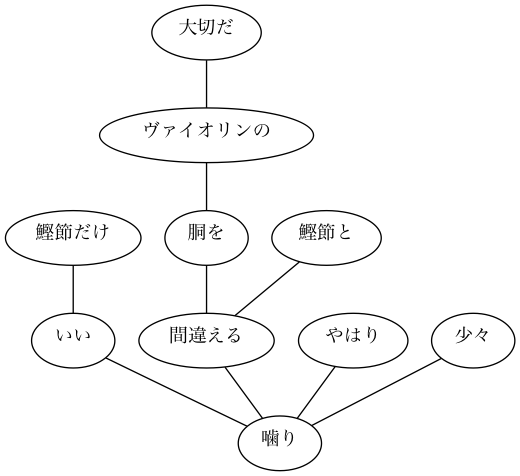 大切だ
ヴァイオリンの
鰹節だけ
胴を
鰹節と
いい
間違える
やはり
少々
噛り